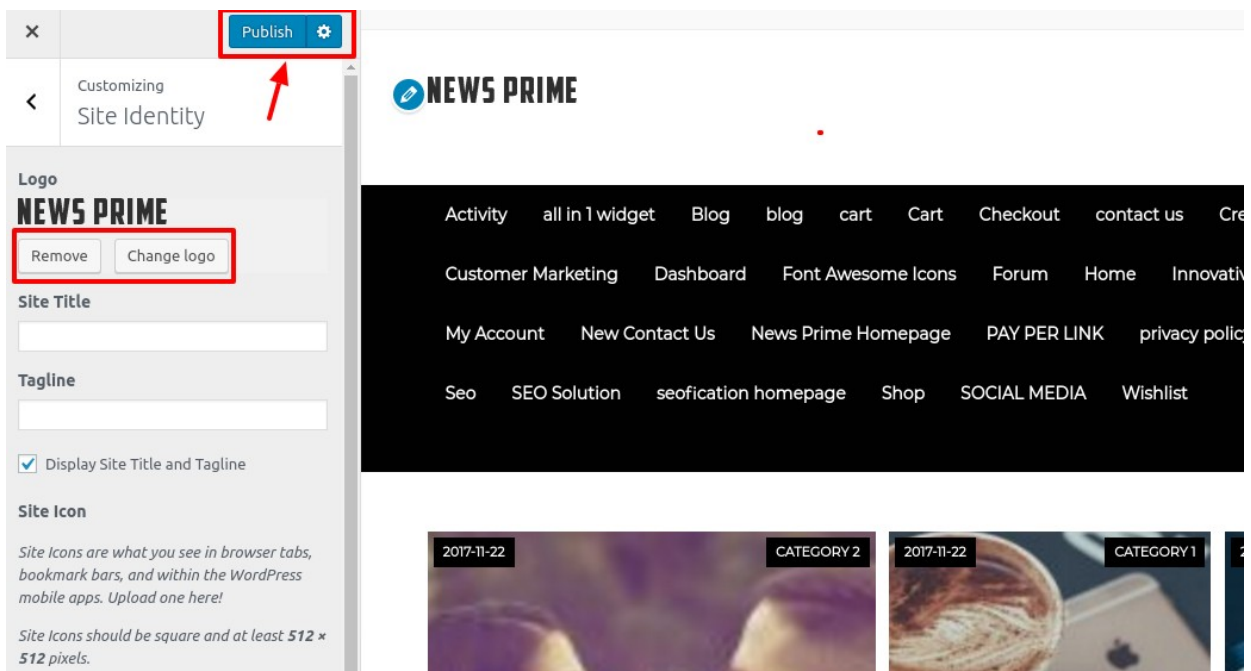 Publish
Customizing
Site Identity
Logo
NEWS PRIME
Remove Change logo
Site Title
Tagline
Display Site Title and Tagline
Site Icon
Site Icons are what you see in browser tabs,
bookmark bars, and within the WordPress
mobile apps. Upload one here!
Site Icons should be square and at least 512 ×
512 pixels.
NEWS PRIME
Activity all in 1 widget Blog blog cart Cart Checkout contact us
Customer Marketing Dashboard Font Awesome Icons Forum Home
My Account New Contact Us News Prime Homepage PAY PER LINK privacy policy
Seo SEO Solution seofication homepage Shop SOCIAL MEDIA Wishlist
2017-11-22 CATEGORY 2 2017-11-22 CATEGORY 1